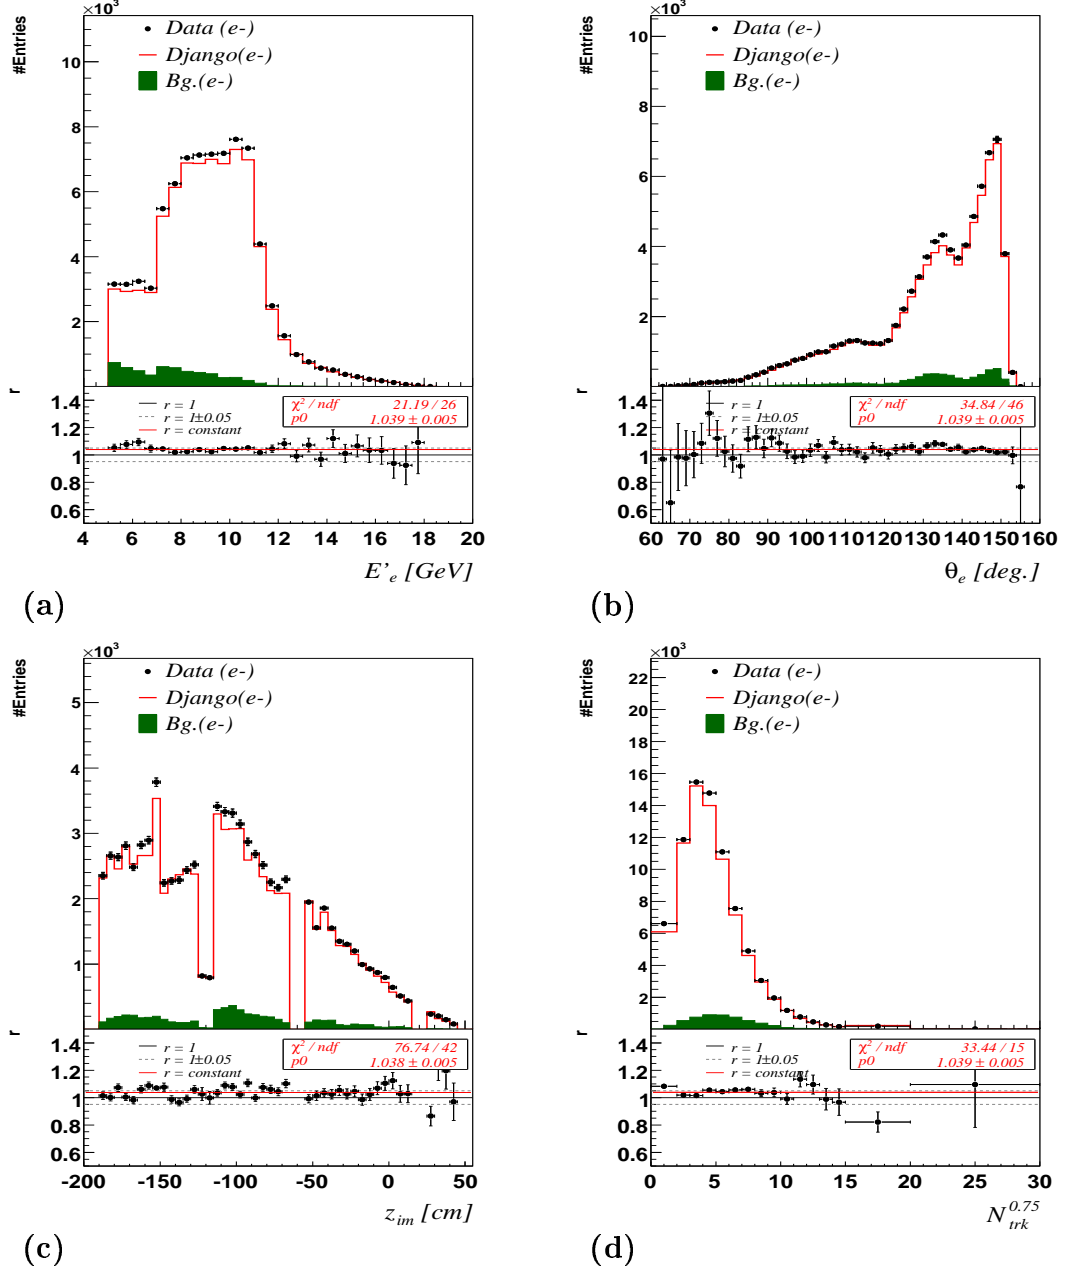 ×10³
#Entries
Data (e-)
Django(e-)
Bg.(e-)
10
8
6
4
2
r
1.4
1.2
1
0.8
0.6
r = 1
r = 1±0.05
r = constant
χ² / ndf 21.19 / 26
p0 1.039 ± 0.005
4 6 8 10 12 14 16 18 20
E'_e [GeV]
(a)
×10³
#Entries
Data (e-)
Django(e-)
Bg.(e-)
10
8
6
4
2
r
1.4
1.2
1
0.8
0.6
r = 1
r = 1±0.05
r = constant
χ² / ndf 34.84 / 46
p0 1.039 ± 0.005
60 70 80 90 100 110 120 130 140 150 160
θ_e [deg.]
(b)
×10³
#Entries
Data (e-)
Django(e-)
Bg.(e-)
5
4
3
2
1
r
1.4
1.2
1
0.8
0.6
r = 1
r = 1±0.05
r = constant
χ² / ndf 76.74 / 42
p0 1.038 ± 0.005
-200 -150 -100 -50 0 50
z_im [cm]
(c)
×10³
#Entries
Data (e-)
Django(e-)
Bg.(e-)
22
20
18
16
14
12
10
8
6
4
2
r
1.4
1.2
1
0.8
0.6
r = 1
r = 1±0.05
r = constant
χ² / ndf 33.44 / 15
p0 1.039 ± 0.005
0 5 10 15 20 25 30
N_trk^0.75
(d)